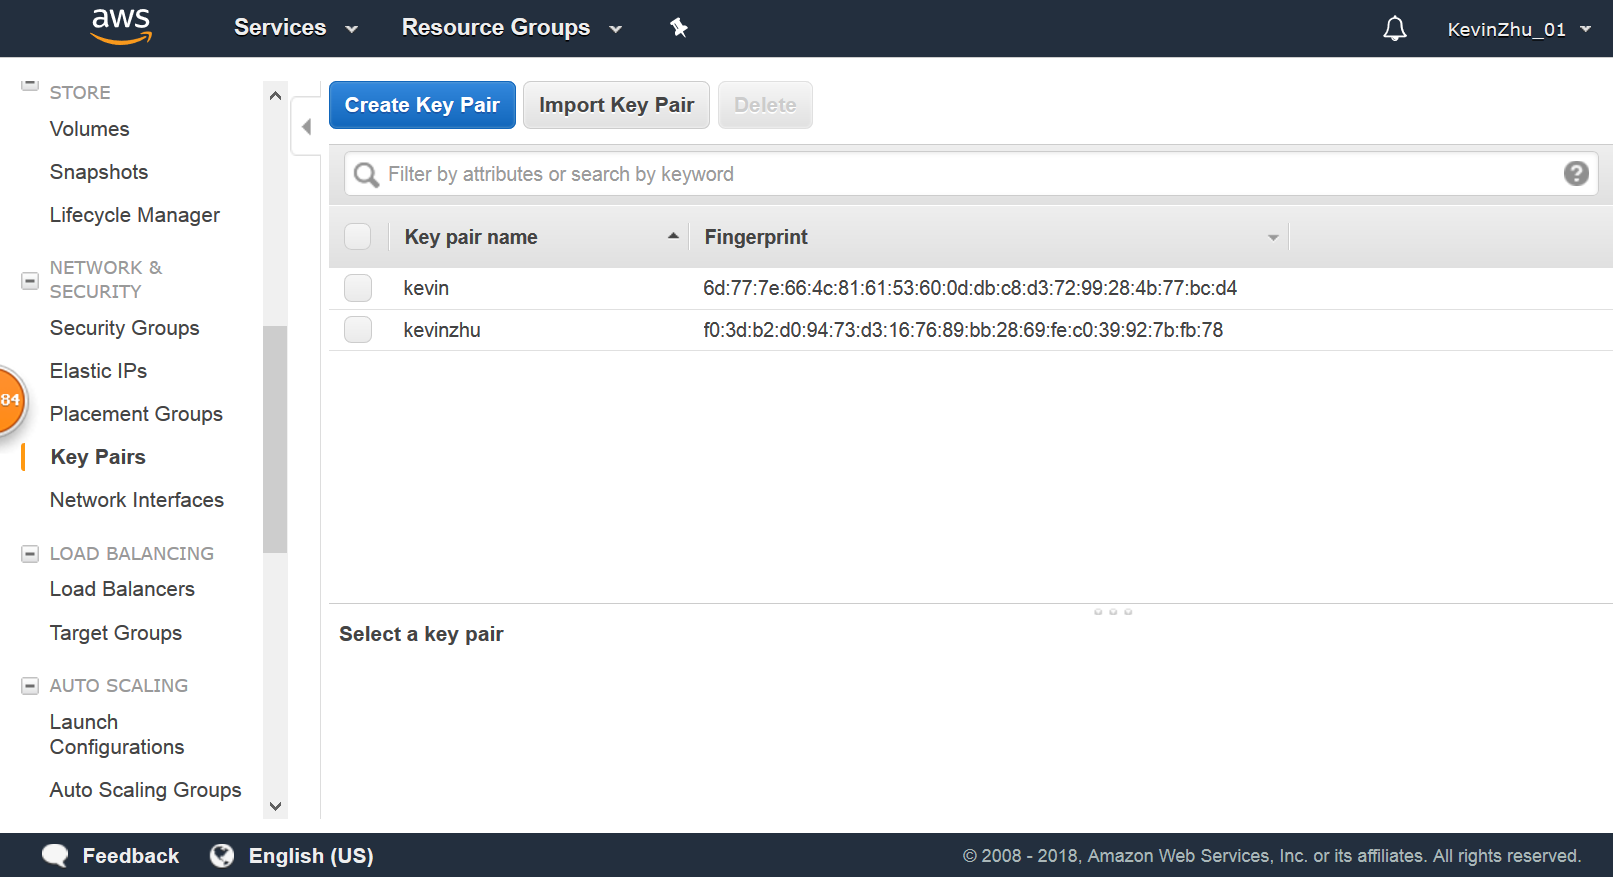 aws Services Resource Groups KevinZhu_01
STORE
Volumes
Snapshots
Lifecycle Manager
NETWORK &
SECURITY
Security Groups
Elastic IPs
84
Placement Groups
Key Pairs
Network Interfaces
LOAD BALANCING
Load Balancers
Target Groups
AUTO SCALING
Launch
Configurations
Auto Scaling Groups
Create Key Pair Import Key Pair Delete
Filter by attributes or search by keyword ?
Key pair name Fingerprint
kevin 6d:77:7e:66:4c:81:61:53:60:0d:db:c8:d3:72:99:28:4b:77:bc:d4
kevinzhu f0:3d:b2:d0:94:73:d3:16:76:89:bb:28:69:fe:c0:39:92:7b:fb:78
Select a key pair
Feedback English (US) © 2008 - 2018, Amazon Web Services, Inc. or its affiliates. All rights reserved.